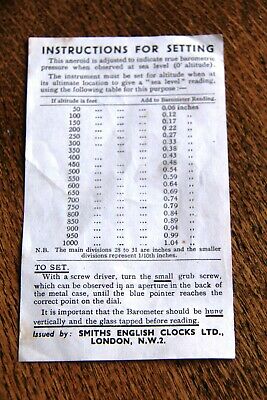 INSTRUCTIONS FOR SETTING
This aneroid is adjusted to indicate true barometric
pressure when observed at sea level (0' altitude).
The instrument must be set for altitude when at
its ultimate location to give a "sea level" reading,
using the following table for this purpose :—
If altitude is feet Add to Barometer Reading.
50 ... ... ... 0.06 inches
100 ... ... ... 0.12 "
150 ... ... ... 0.17 "
200 ... ... ... 0.22 "
250 ... ... ... 0.27 "
300 ... ... ... 0.33 "
350 ... ... ... 0.38 "
400 ... ... ... 0.43 "
450 ... ... ... 0.48 "
500 ... ... ... 0.54 "
550 ... ... ... 0.59 "
600 ... ... ... 0.64 "
650 ... ... ... 0.69 "
700 ... ... ... 0.74 "
750 ... ... ... 0.79 "
800 ... ... ... 0.84 "
850 ... ... ... 0.89 "
900 ... ... ... 0.94 "
950 ... ... ... 0.99 "
1000 ... ... ... 1.04 "
N.B. The main divisions 28 to 31 are inches and the smaller
divisions represent 1/10th inches.
TO SET.
With a screw driver, turn the small grub screw,
which can be observed in an aperture in the back
of the metal case, until the blue pointer reaches the
correct point on the dial.
It is important that the Barometer should be hung
vertically and the glass tapped before reading.
Issued by: SMITHS ENGLISH CLOCKS LTD.,
LONDON, N.W.2.